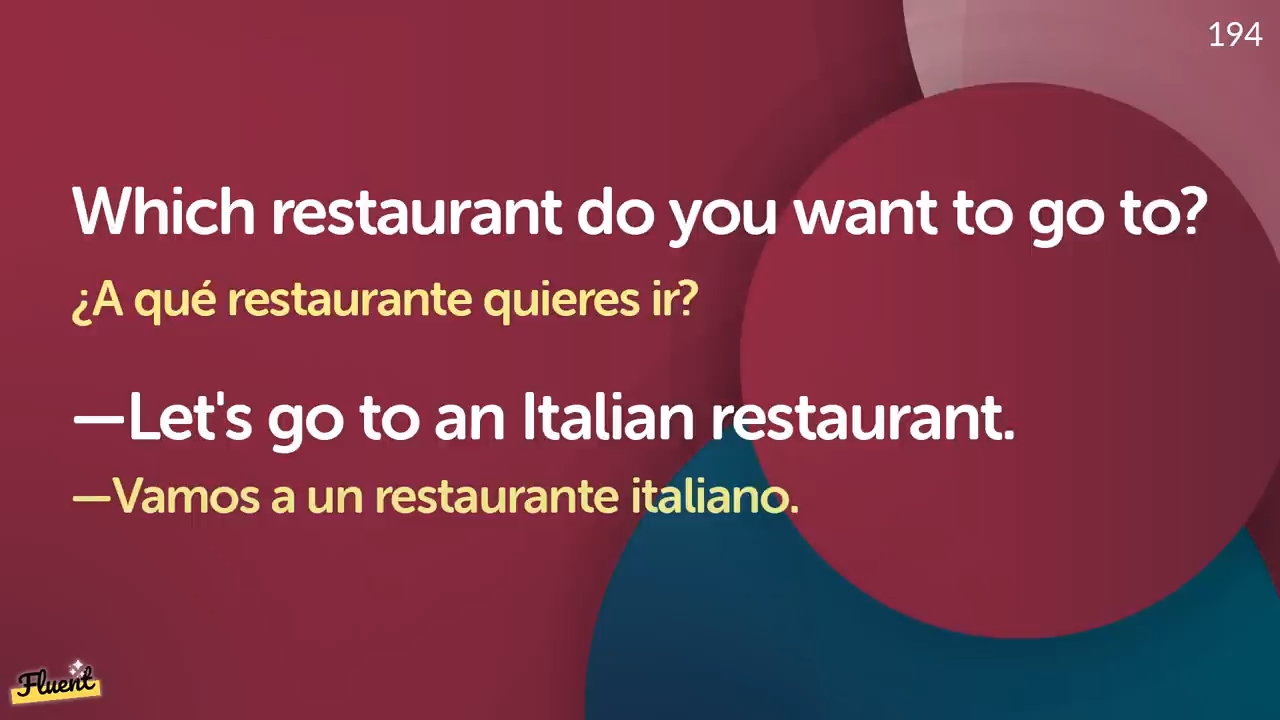 194
Which restaurant do you want to go to?
¿A qué restaurante quieres ir?
—Let's go to an Italian restaurant.
—Vamos a un restaurante italiano.
Fluent